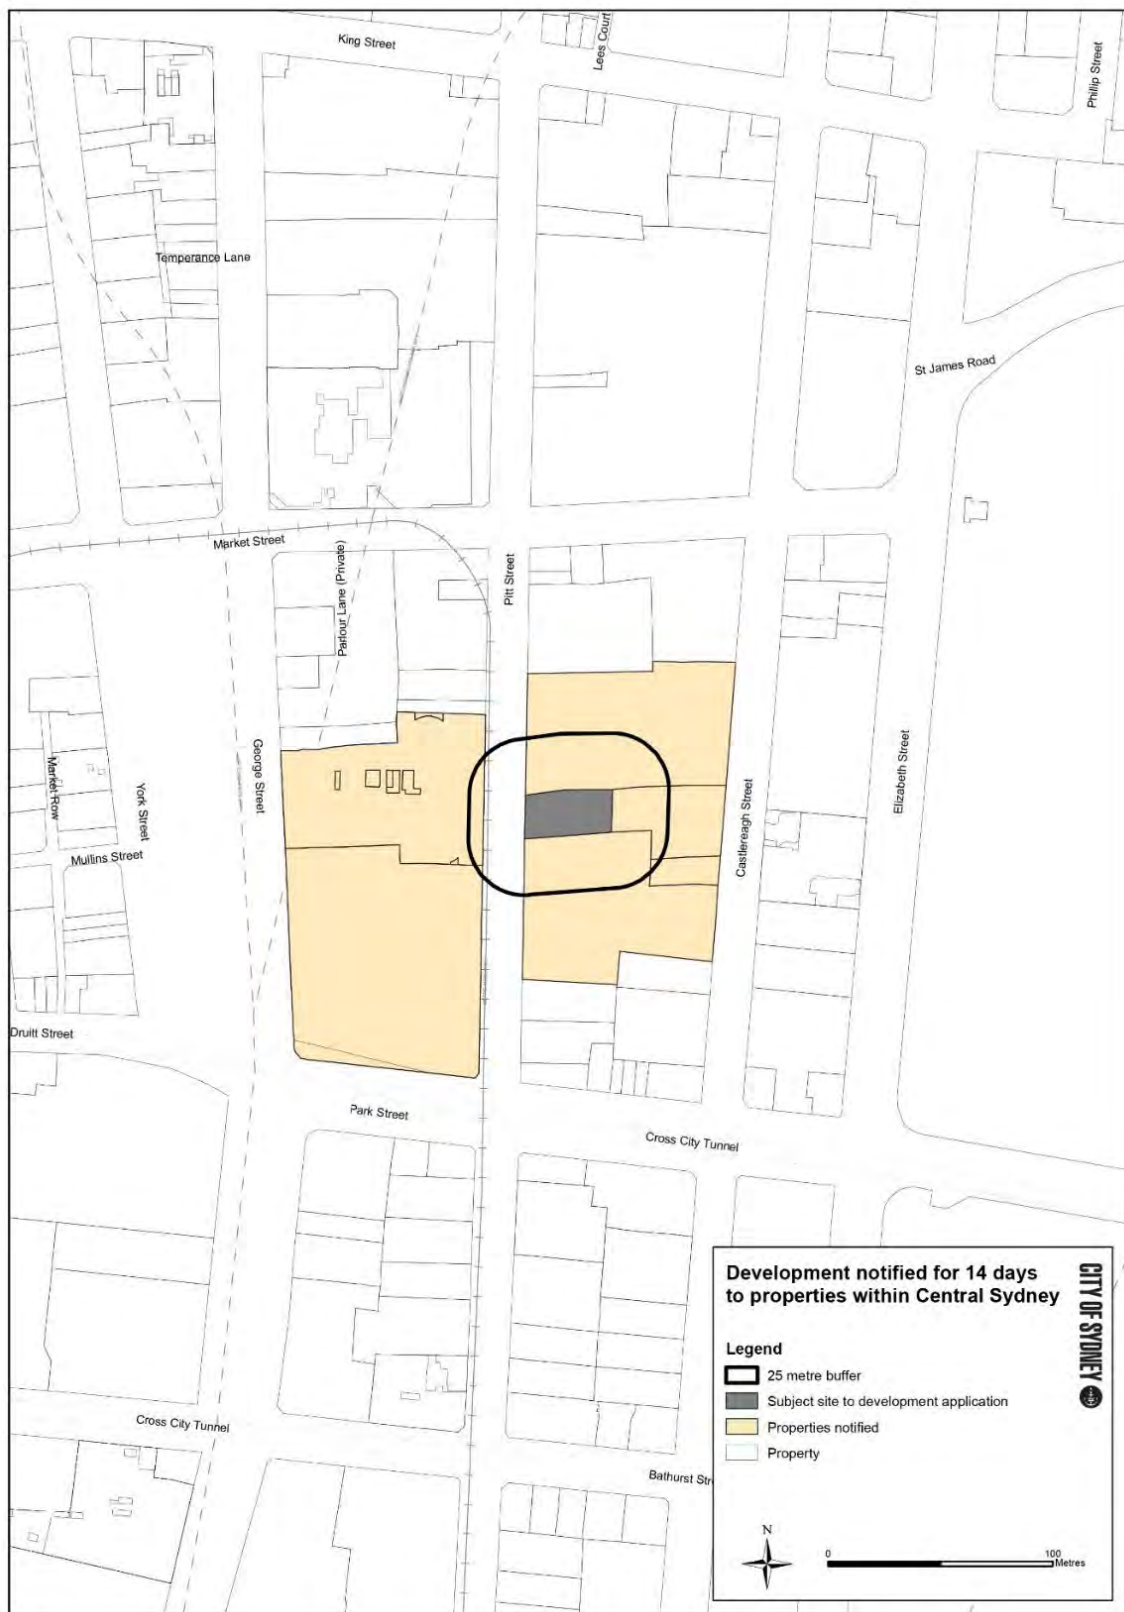 King Street
Lees Court
Phillip Street
Temperance Lane
St James Road
Market Street
Parlour Lane (Private)
Pitt Street
George Street
Market Row
York Street
Mullins Street
Castlereagh Street
Elizabeth Street
Druitt Street
Park Street
Cross City Tunnel
Cross City Tunnel
Bathurst Str
Development notified for 14 days
to properties within Central Sydney
CITY OF SYDNEY
Legend
25 metre buffer
Subject site to development application
Properties notified
Property
N
0
100
Metres